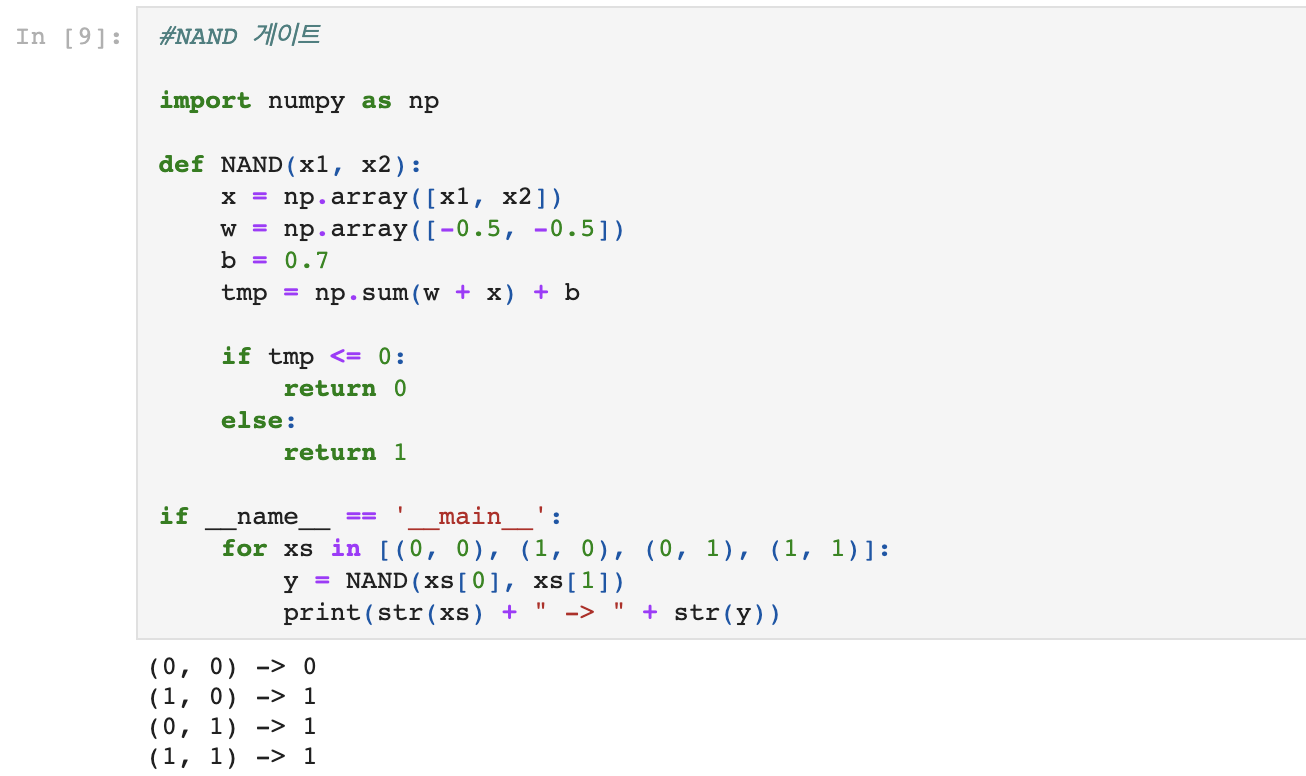 In [9]:
#NAND 게이트
import numpy as np
def NAND(x1, x2):
    x = np.array([x1, x2])
    w = np.array([-0.5, -0.5])
    b = 0.7
    tmp = np.sum(w + x) + b
    if tmp <= 0:
        return 0
    else:
        return 1
if __name__ == '__main__':
    for xs in [(0, 0), (1, 0), (0, 1), (1, 1)]:
        y = NAND(xs[0], xs[1])
        print(str(xs) + " -> " + str(y))
(0, 0) -> 0
(1, 0) -> 1
(0, 1) -> 1
(1, 1) -> 1